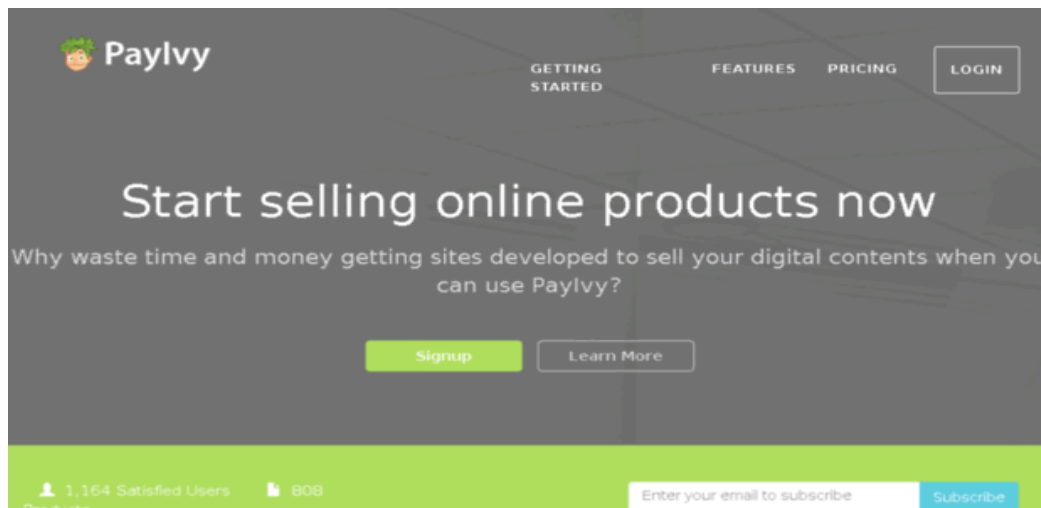 PayIvy
GETTING
STARTED
FEATURES
PRICING
LOGIN
Start selling online products now
Why waste time and money getting sites developed to sell your digital contents when you
can use PayIvy?
Signup
Learn More
1,164 Satisfied Users
808
Products
Enter your email to subscribe
Subscribe